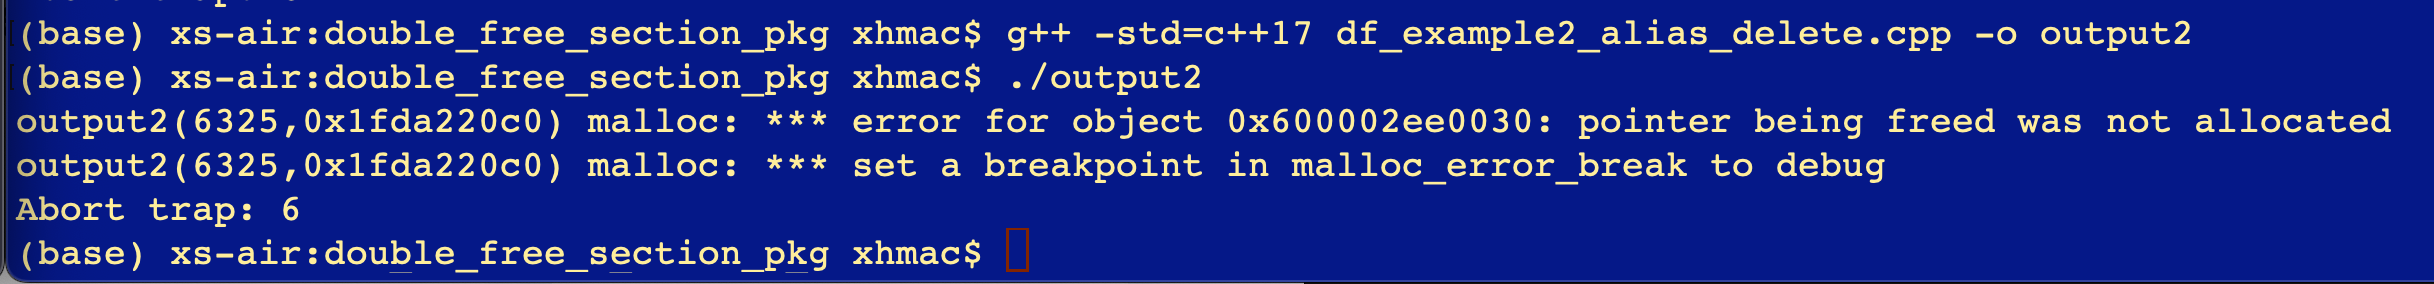 (base) xs-air:double_free_section_pkg xhmac$ g++ -std=c++17 df_example2_alias_delete.cpp -o output2
(base) xs-air:double_free_section_pkg xhmac$ ./output2
output2(6325,0x1fda220c0) malloc: *** error for object 0x600002ee0030: pointer being freed was not allocated
output2(6325,0x1fda220c0) malloc: *** set a breakpoint in malloc_error_break to debug
Abort trap: 6
(base) xs-air:double_free_section_pkg xhmac$